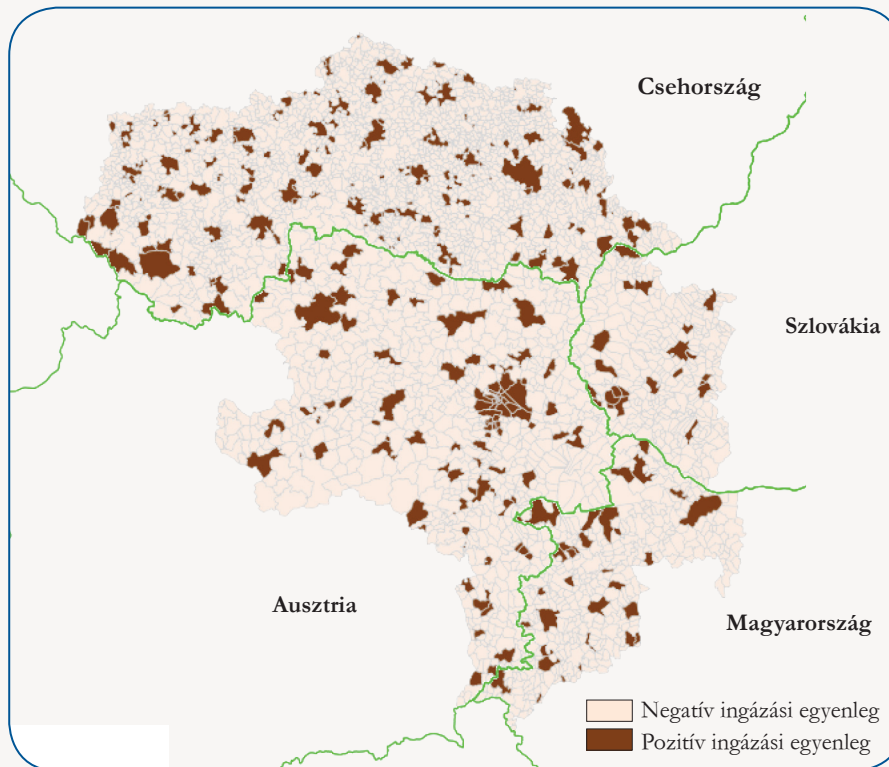 Csehország
Szlovákia
Ausztria
Magyarország
Negatív ingázási egyenleg
Pozitív ingázási egyenleg